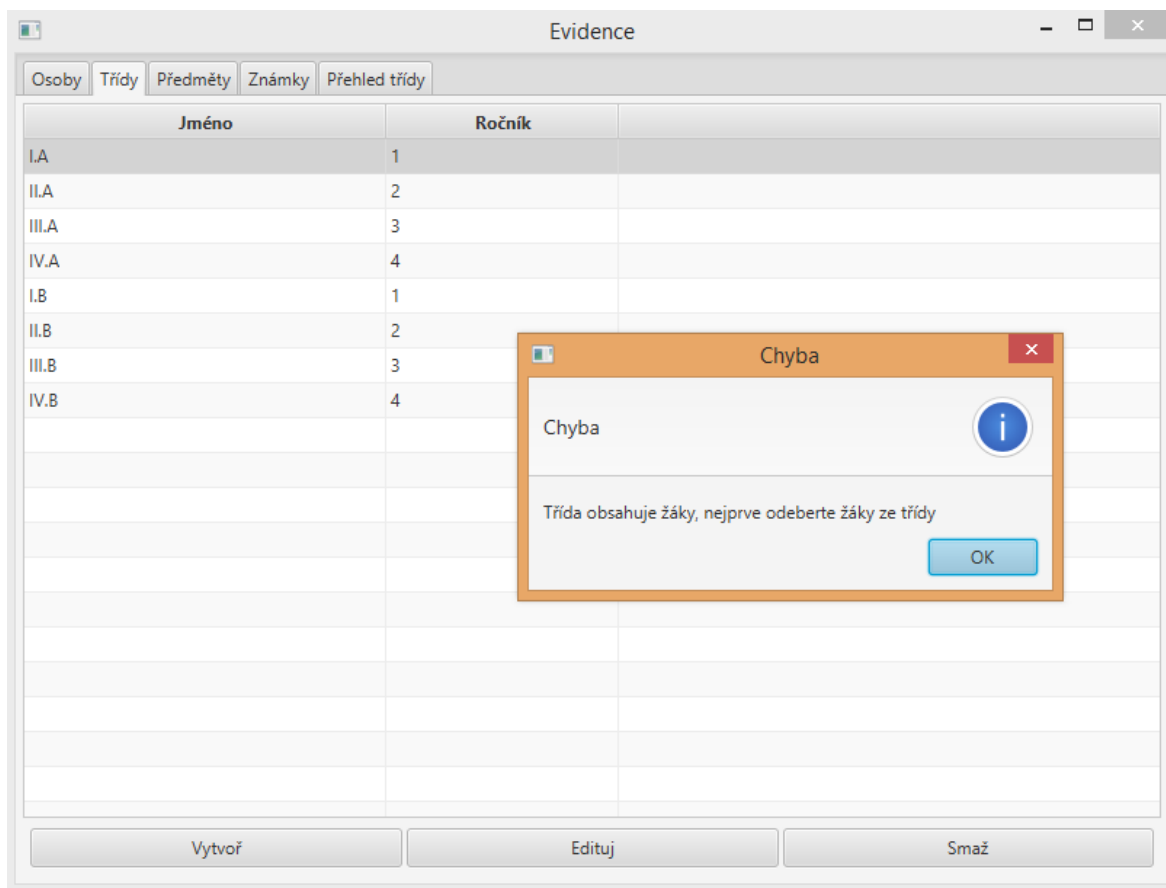 Evidence
Osoby Třídy Předměty Známky Přehled třídy
Jméno Ročník
I.A 1
II.A 2
III.A 3
IV.A 4
I.B 1
II.B 2
III.B 3
IV.B 4
Chyba
Chyba
Třída obsahuje žáky, nejprve odeberte žáky ze třídy
OK
Vytvoř Edituj Smaž